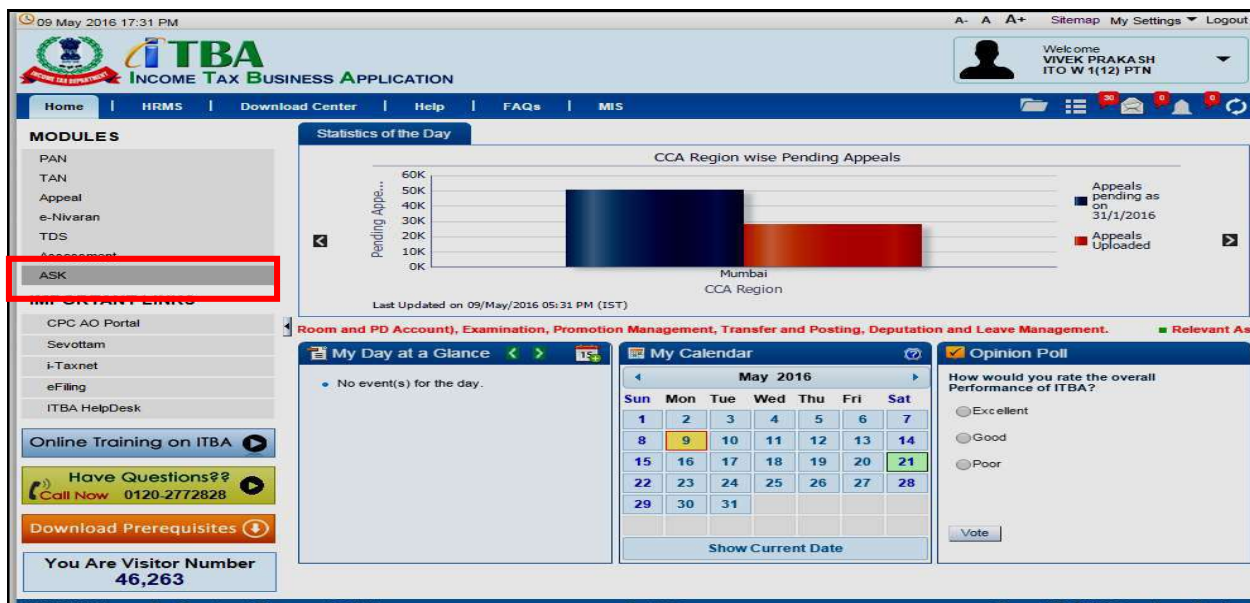 09 May 2016 17:31 PM
A- A A+ Sitemap My Settings Logout
INCOME TAX DEPARTMENT
iTBA
INCOME TAX BUSINESS APPLICATION
Welcome
VIVEK PRAKASH
ITO W 1(12) PTN
Home | HRMS | Download Center | Help | FAQs | MIS
30 0 0
MODULES
PAN
TAN
Appeal
e-Nivaran
TDS
Assessment
ASK
IMPORTANT LINKS
CPC AO Portal
Sevottam
i-Taxnet
eFiling
ITBA HelpDesk
Online Training on ITBA
Have Questions??
Call Now 0120-2772828
Download Prerequisites
You Are Visitor Number
46,263
Statistics of the Day
CCA Region wise Pending Appeals
Pending Appe...
60K
50K
40K
30K
20K
10K
0K
Mumbai
CCA Region
Appeals
pending as
on
31/1/2016
Appeals
Uploaded
Last Updated on 09/May/2016 05:31 PM (IST)
Room and PD Account), Examination, Promotion Management, Transfer and Posting, Deputation and Leave Management. Relevant As
My Day at a Glance
15
No event(s) for the day.
My Calendar
May 2016
Sun Mon Tue Wed Thu Fri Sat
1 2 3 4 5 6 7
8 9 10 11 12 13 14
15 16 17 18 19 20 21
22 23 24 25 26 27 28
29 30 31
Show Current Date
Opinion Poll
How would you rate the overall
Performance of ITBA?
Excellent
Good
Poor
Vote